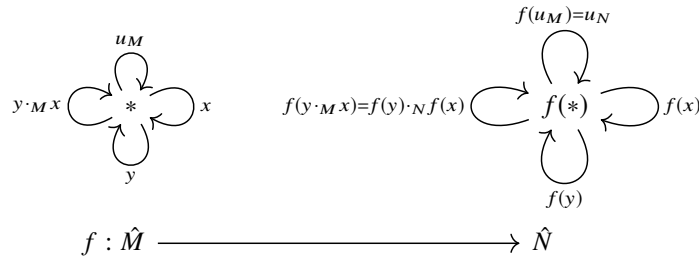 f(u_M)=u_N
u_M
y·_M x * x f(y·_M x)=f(y)·_N f(x) f(*) f(x)
y
f(y)
f : M̂ N̂